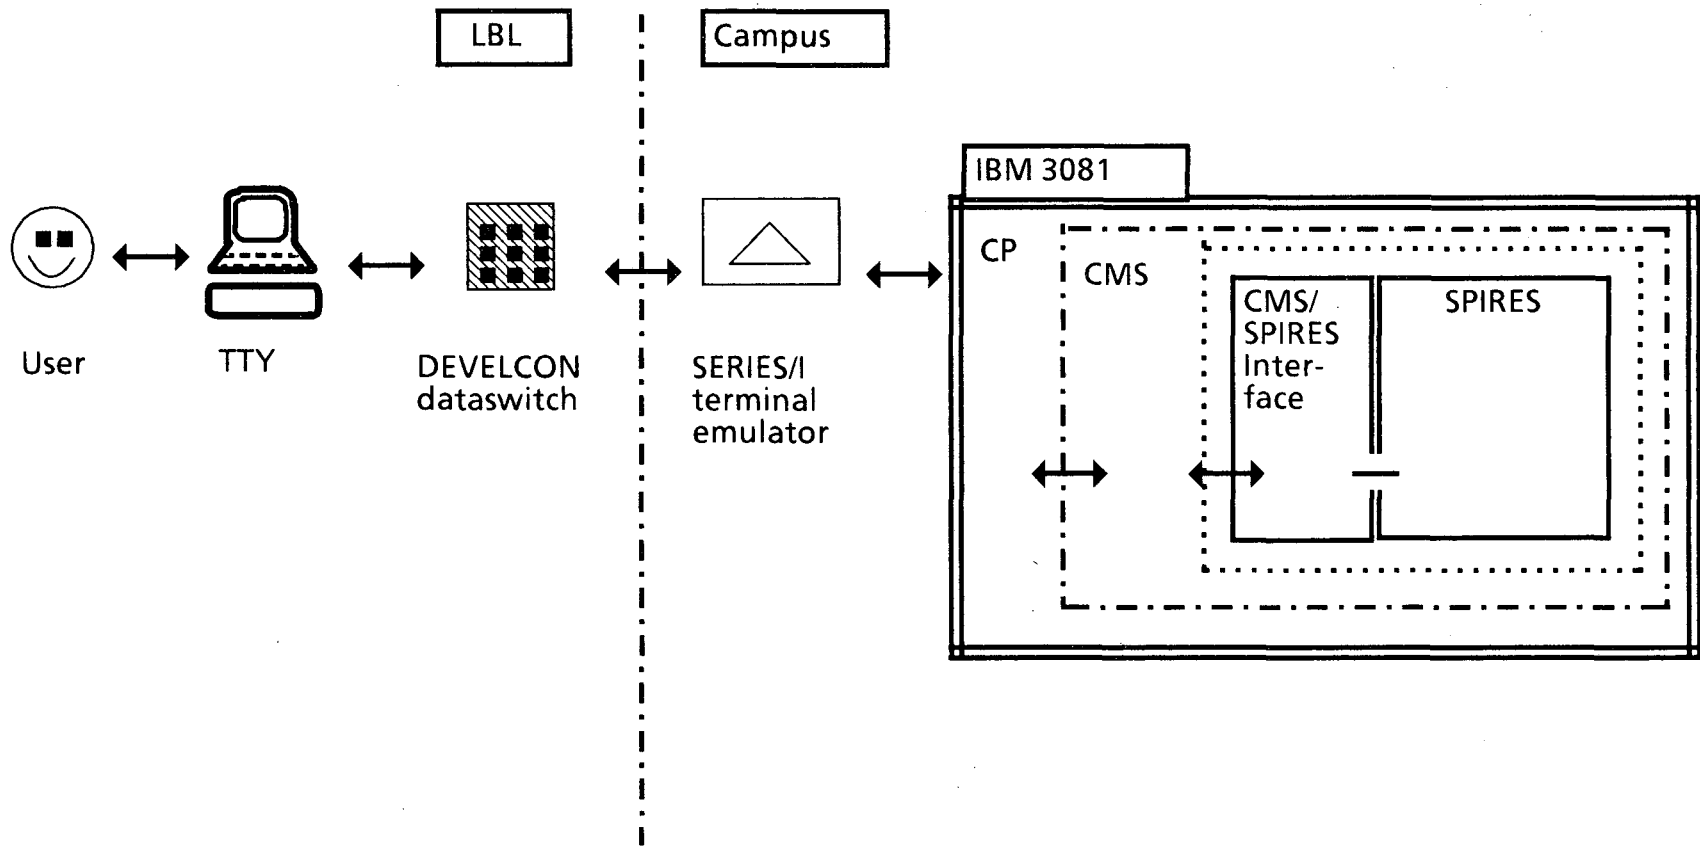 LBL
Campus
IBM 3081
CP
CMS
CMS/
SPIRES
Inter-
face
SPIRES
User
TTY
DEVELCON
dataswitch
SERIES/I
terminal
emulator